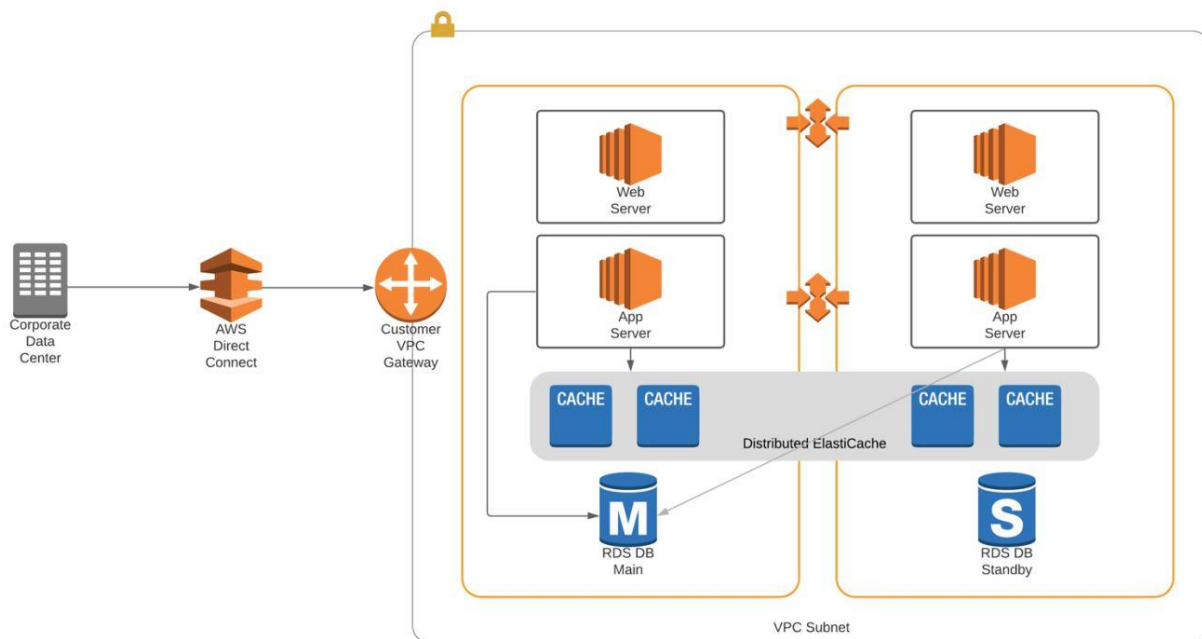 Web
Server
Web
Server
Corporate
Data
Center
AWS
Direct
Connect
Customer
VPC
Gateway
App
Server
App
Server
CACHE
CACHE
CACHE
CACHE
Distributed ElastiCache
M
S
RDS DB
Main
RDS DB
Standby
VPC Subnet